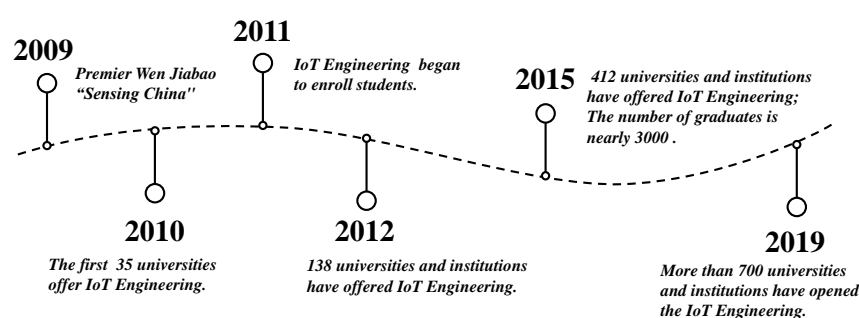 2009
Premier Wen Jiabao
“Sensing China"
2010
The first 35 universities
offer IoT Engineering.
2011
IoT Engineering began
to enroll students.
2012
138 universities and institutions
have offered IoT Engineering.
2015
412 universities and institutions
have offered IoT Engineering;
The number of graduates is
nearly 3000 .
2019
More than 700 universities
and institutions have opened
the IoT Engineering.